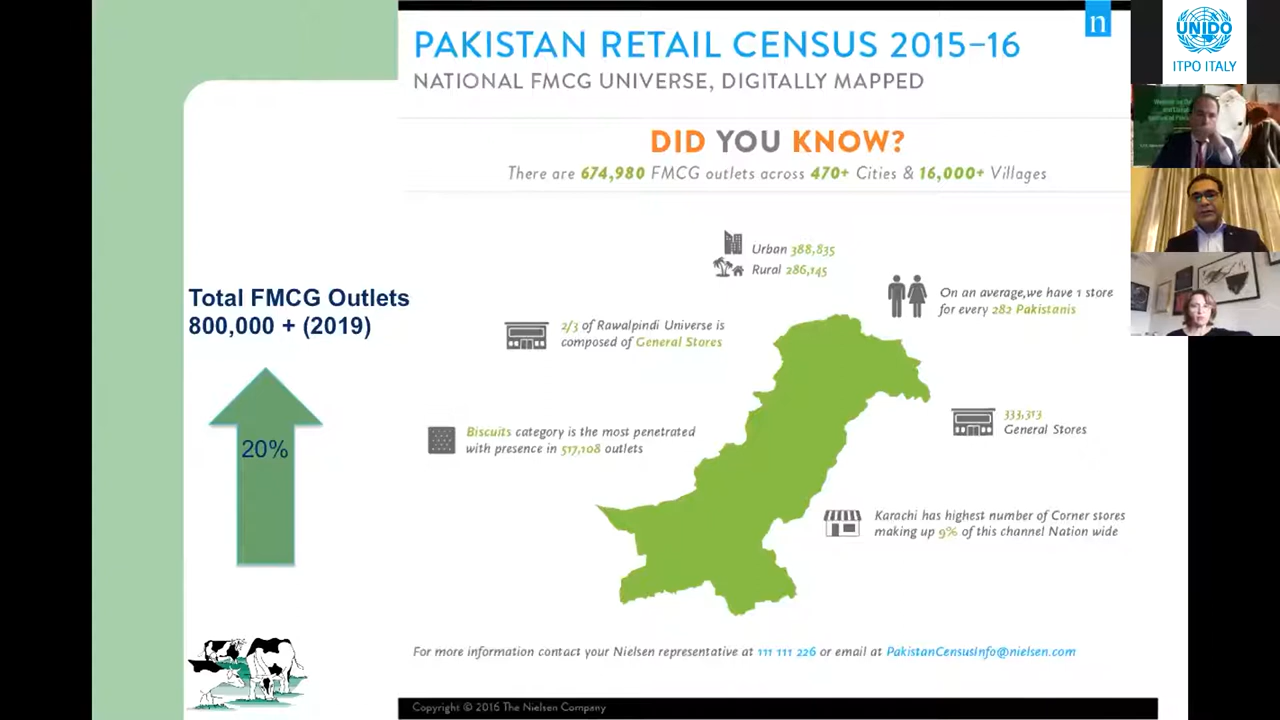 PAKISTAN RETAIL CENSUS 2015–16
n
NATIONAL FMCG UNIVERSE, DIGITALLY MAPPED
DID YOU KNOW?
There are 674,980 FMCG outlets across 470+ Cities & 16,000+ Villages
Urban 388,835
Rural 286,145
On an average,we have 1 store
for every 282 Pakistanis
Total FMCG Outlets
800,000 + (2019)
20%
2/3 of Rawalpindi Universe is
composed of General Stores
Biscuits category is the most penetrated
with presence in 517,108 outlets
333,313
General Stores
Karachi has highest number of Corner stores
making up 9% of this channel Nation wide
For more information contact your Nielsen representative at 111 111 226 or email at PakistanCensusInfo@nielsen.com
Copyright © 2016 The Nielsen Company
UNIDO
ITPO ITALY